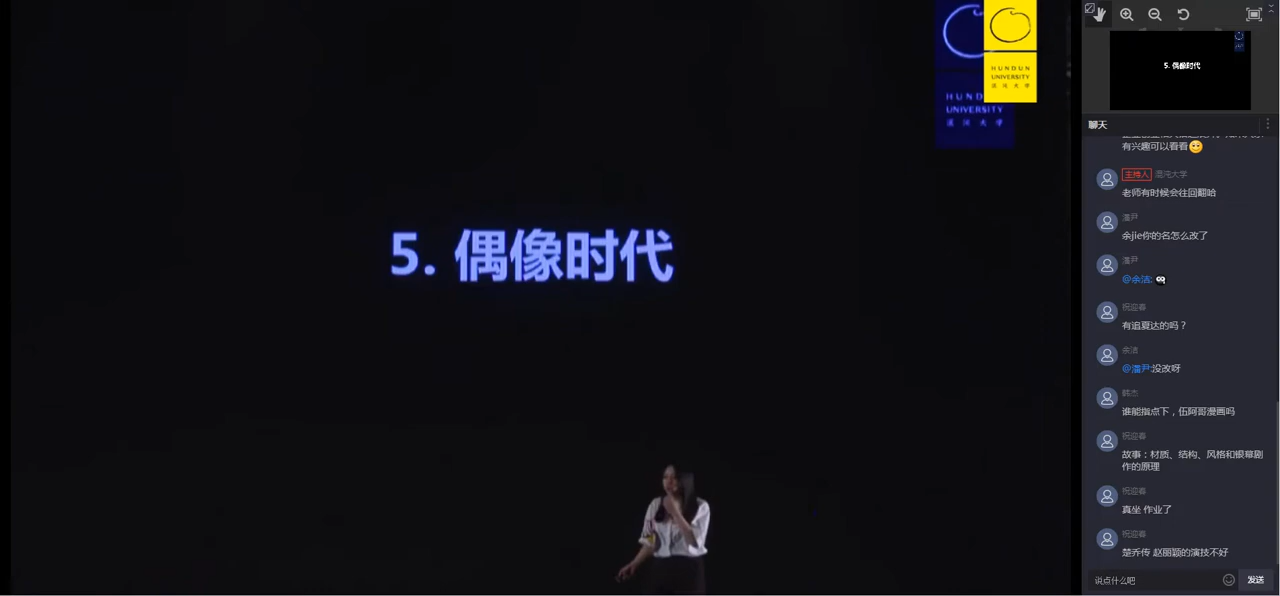 5. 偶像时代
HUNDUN
UNIVERSITY
混沌大学
HUND
UNIVERSITY
混沌大学
5. 偶像时代
聊天
有兴趣可以看看
主持人 混沌大学
老师有时候会往回翻哈
潘尹
余jie你的名怎么改了
潘尹
@余洁:
祝迎春
有追夏达的吗？
余洁
@潘尹:没改呀
韩杰
谁能指点下，伍阿哥漫画吗
祝迎春
故事：材质、结构、风格和银幕剧
作的原理
祝迎春
真坐 作业了
祝迎春
楚乔传 赵丽颖的演技不好
说点什么吧
发送